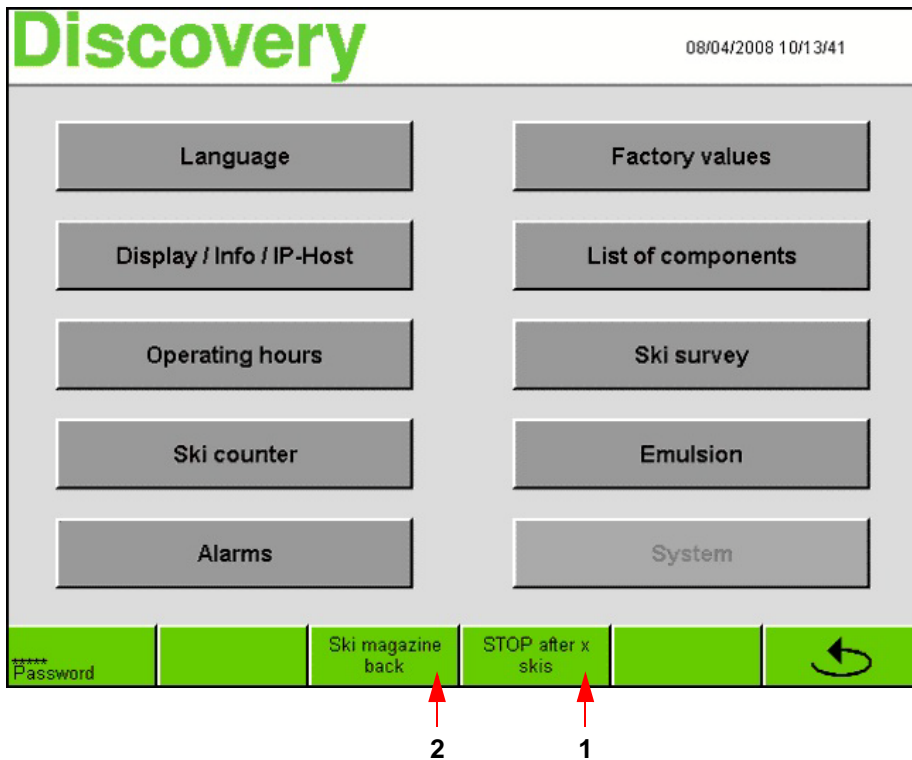 Discovery
08/04/2008 10/13/41
Language
Factory values
Display / Info / IP-Host
List of components
Operating hours
Ski survey
Ski counter
Emulsion
Alarms
System
*****
Password
Ski magazine
back
STOP after x
skis
2
1